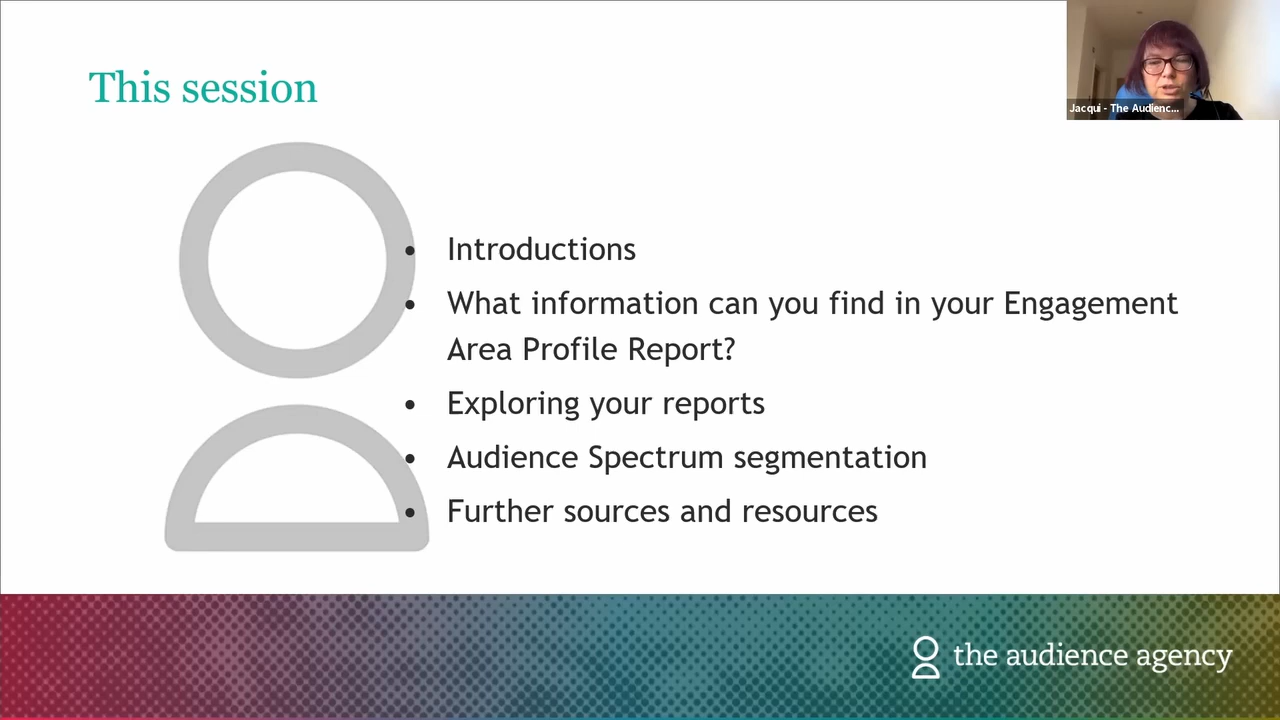 This session
Jacqui - The Audienc...
• Introductions
• What information can you find in your Engagement
Area Profile Report?
• Exploring your reports
• Audience Spectrum segmentation
• Further sources and resources
the audience agency